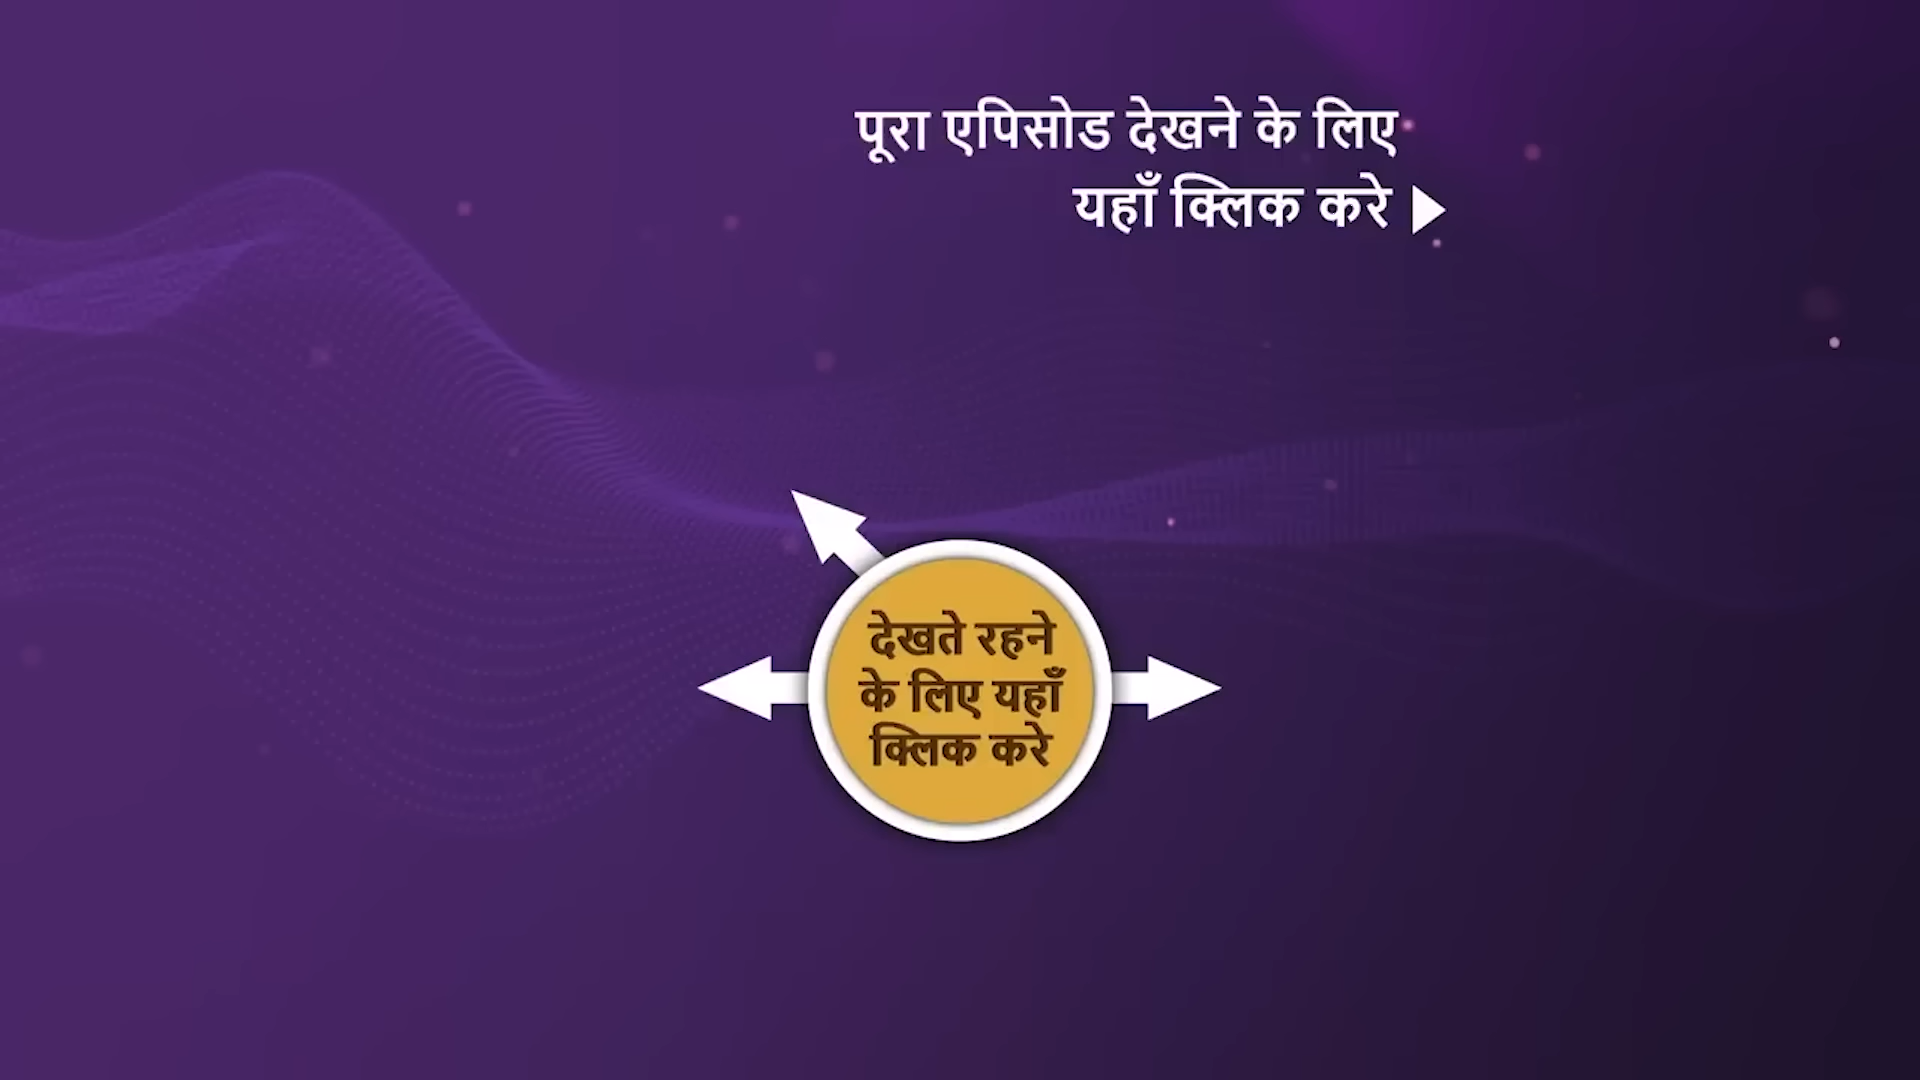 पूरा एपिसोड देखने के लिए
यहाँ क्लिक करे
देखते रहने
के लिए यहाँ
क्लिक करे